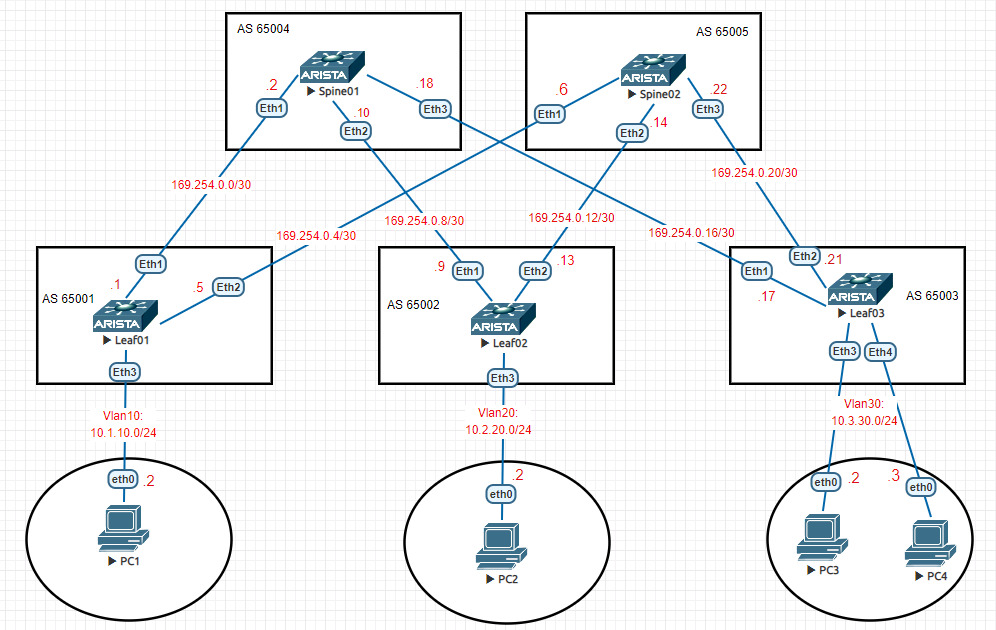 AS 65004
AS 65005
.2
ARISTA
Spine01
.18
Eth1
.10
Eth2
Eth3
.6
ARISTA
Spine02
.22
Eth1
.14
Eth2
Eth3
169.254.0.0/30
169.254.0.4/30
169.254.0.8/30
169.254.0.12/30
169.254.0.16/30
169.254.0.20/30
AS 65001
Eth1
.1
.5
Eth2
ARISTA
Leaf01
Eth3
AS 65002
.9
Eth1
Eth2
.13
ARISTA
Leaf02
Eth3
AS 65003
Eth1
.17
Eth2
.21
ARISTA
Leaf03
Eth3
Eth4
Vlan10:
10.1.10.0/24
Vlan20:
10.2.20.0/24
Vlan30:
10.3.30.0/24
eth0
.2
PC1
.2
eth0
PC2
eth0
.2
PC3
.3
eth0
PC4